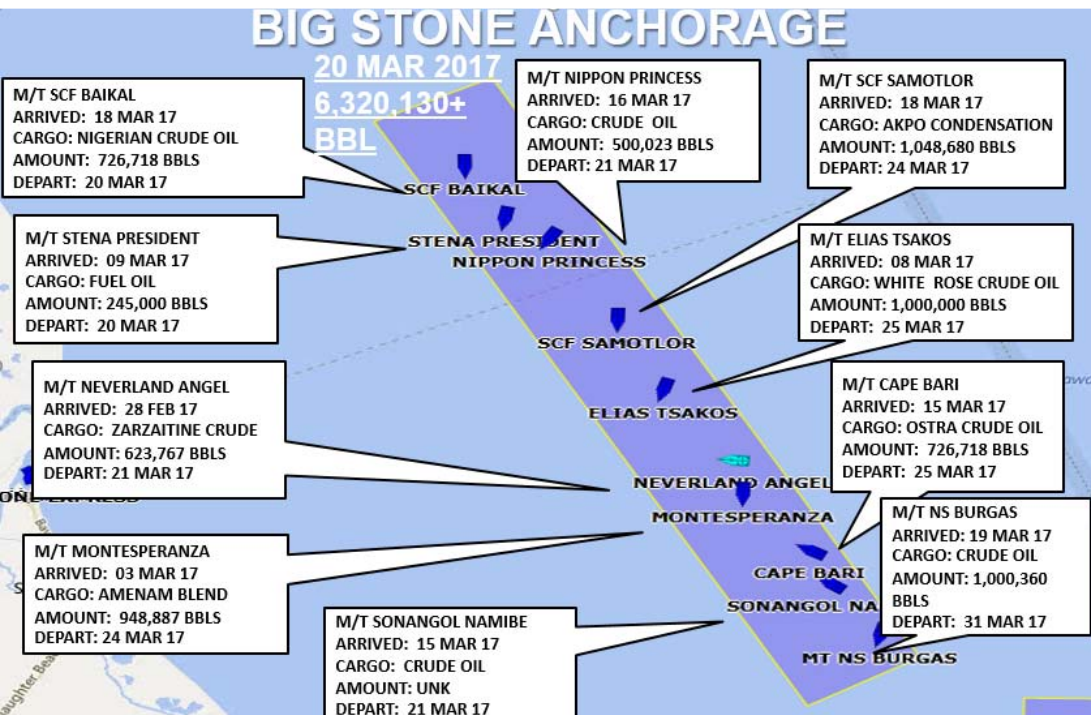 BIG STONE ANCHORAGE
20 MAR 2017
6,320,130+
BBL
M/T SCF BAIKAL
ARRIVED: 18 MAR 17
CARGO: NIGERIAN CRUDE OIL
AMOUNT: 726,718 BBLS
DEPART: 20 MAR 17
M/T NIPPON PRINCESS
ARRIVED: 16 MAR 17
CARGO: CRUDE OIL
AMOUNT: 500,023 BBLS
DEPART: 21 MAR 17
M/T SCF SAMOTLOR
ARRIVED: 18 MAR 17
CARGO: AKPO CONDENSATION
AMOUNT: 1,048,680 BBLS
DEPART: 24 MAR 17
M/T STENA PRESIDENT
ARRIVED: 09 MAR 17
CARGO: FUEL OIL
AMOUNT: 245,000 BBLS
DEPART: 20 MAR 17
M/T ELIAS TSAKOS
ARRIVED: 08 MAR 17
CARGO: WHITE ROSE CRUDE OIL
AMOUNT: 1,000,000 BBLS
DEPART: 25 MAR 17
M/T NEVERLAND ANGEL
ARRIVED: 28 FEB 17
CARGO: ZARZAITINE CRUDE
AMOUNT: 623,767 BBLS
DEPART: 21 MAR 17
M/T CAPE BARI
ARRIVED: 15 MAR 17
CARGO: OSTRA CRUDE OIL
AMOUNT: 726,718 BBLS
DEPART: 25 MAR 17
M/T MONTESPERANZA
ARRIVED: 03 MAR 17
CARGO: AMENAM BLEND
AMOUNT: 948,887 BBLS
DEPART: 24 MAR 17
M/T NS BURGAS
ARRIVED: 19 MAR 17
CARGO: CRUDE OIL
AMOUNT: 1,000,360
BBLS
DEPART: 31 MAR 17
M/T SONANGOL NAMIBE
ARRIVED: 15 MAR 17
CARGO: CRUDE OIL
AMOUNT: UNK
DEPART: 21 MAR 17
SCF BAIKAL
STENA PRESIDENT
NIPPON PRINCESS
SCF SAMOTLOR
ELIAS TSAKOS
NEVERLAND ANGEL
MONTESPERANZA
CAPE BARI
SONANGOL NA
MT NS BURGAS